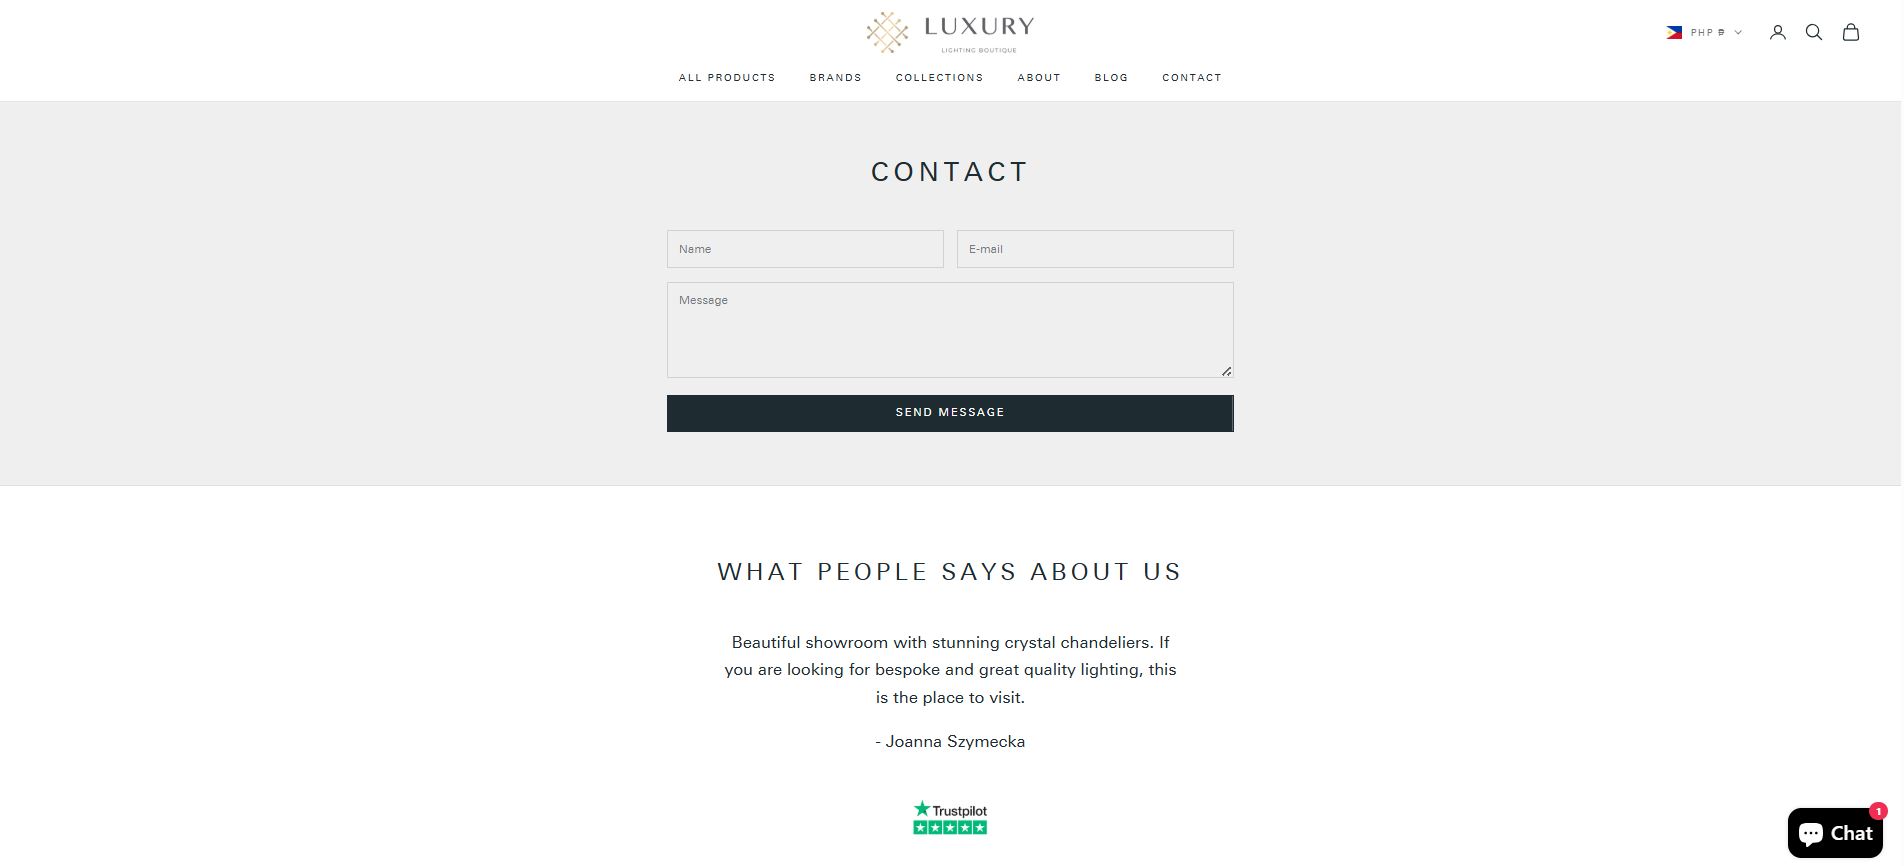 LUXURY
LIGHTING BOUTIQUE
PHP ₱
ALL PRODUCTS BRANDS COLLECTIONS ABOUT BLOG CONTACT
CONTACT
Name E-mail
Message
SEND MESSAGE
WHAT PEOPLE SAYS ABOUT US
Beautiful showroom with stunning crystal chandeliers. If
you are looking for bespoke and great quality lighting, this
is the place to visit.
- Joanna Szymecka
Trustpilot
1
Chat